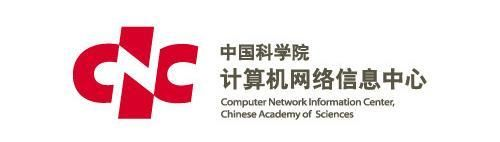 CNC
中国科学院
计算机网络信息中心
Computer Network Information Center,
Chinese Academy of Sciences